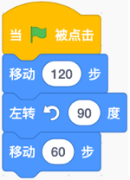 当 被点击
移动 120 步
左转 90 度
移动 60 步